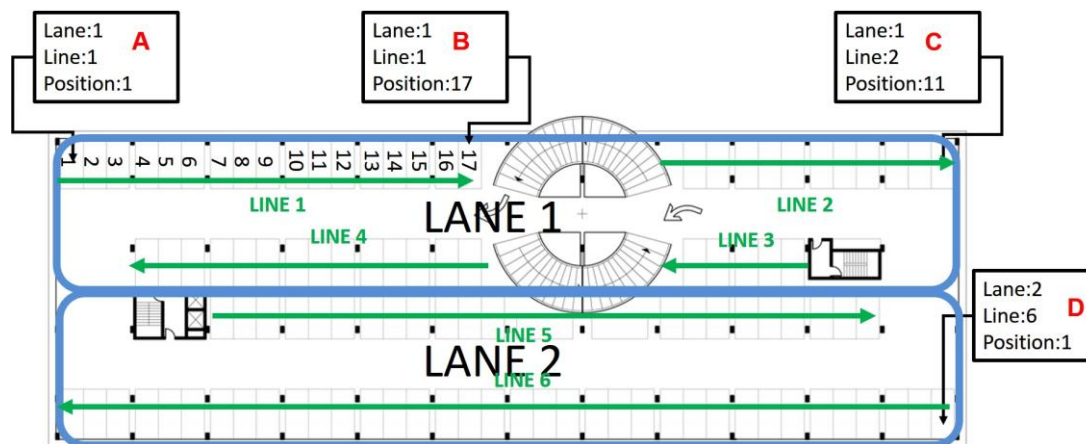 Lane:1
Line:1
Position:1
A
Lane:1
Line:1
Position:17
B
Lane:1
Line:2
Position:11
C
1 2 3 4 5 6 7 8 9 10 11 12 13 14 15 16 17
LINE 1
LANE 1
LINE 2
LINE 4
LINE 3
Lane:2
Line:6
Position:1
D
LINE 5
LANE 2
LINE 6